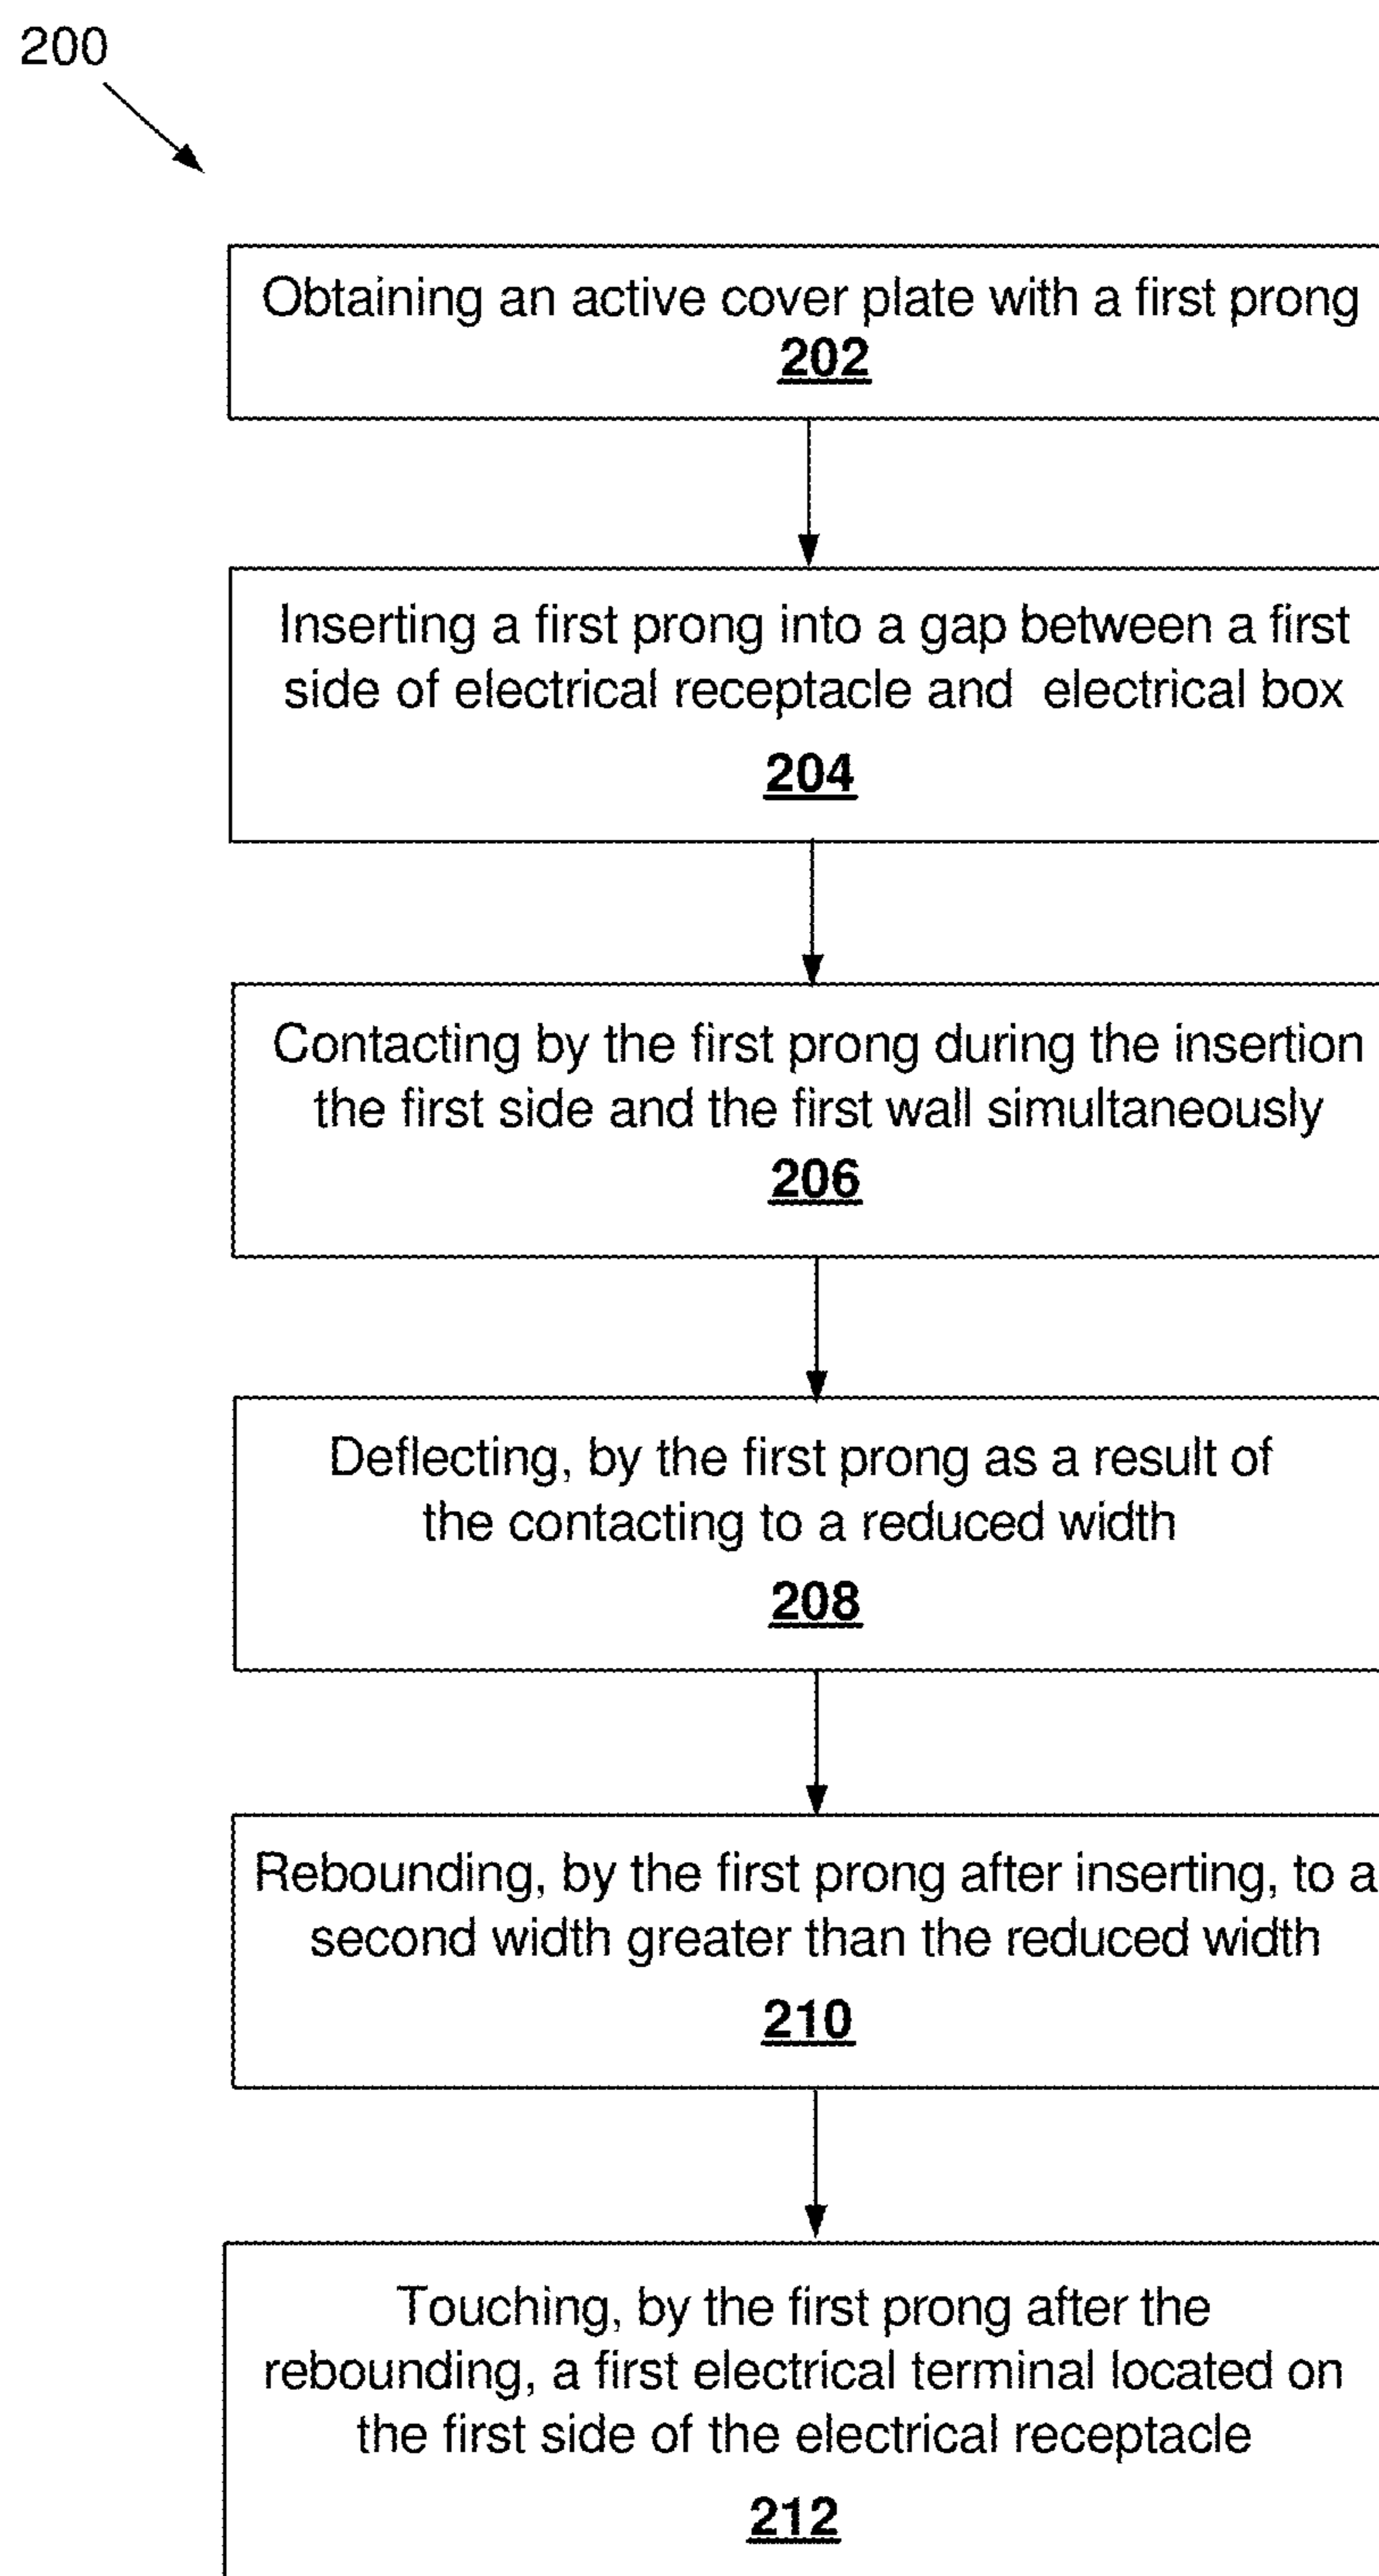 200
Obtaining an active cover plate with a first prong
202
Inserting a first prong into a gap between a first
side of electrical receptacle and electrical box
204
Contacting by the first prong during the insertion
the first side and the first wall simultaneously
206
Deflecting, by the first prong as a result of
the contacting to a reduced width
208
Rebounding, by the first prong after inserting, to a
second width greater than the reduced width
210
Touching, by the first prong after the
rebounding, a first electrical terminal located on
the first side of the electrical receptacle
212